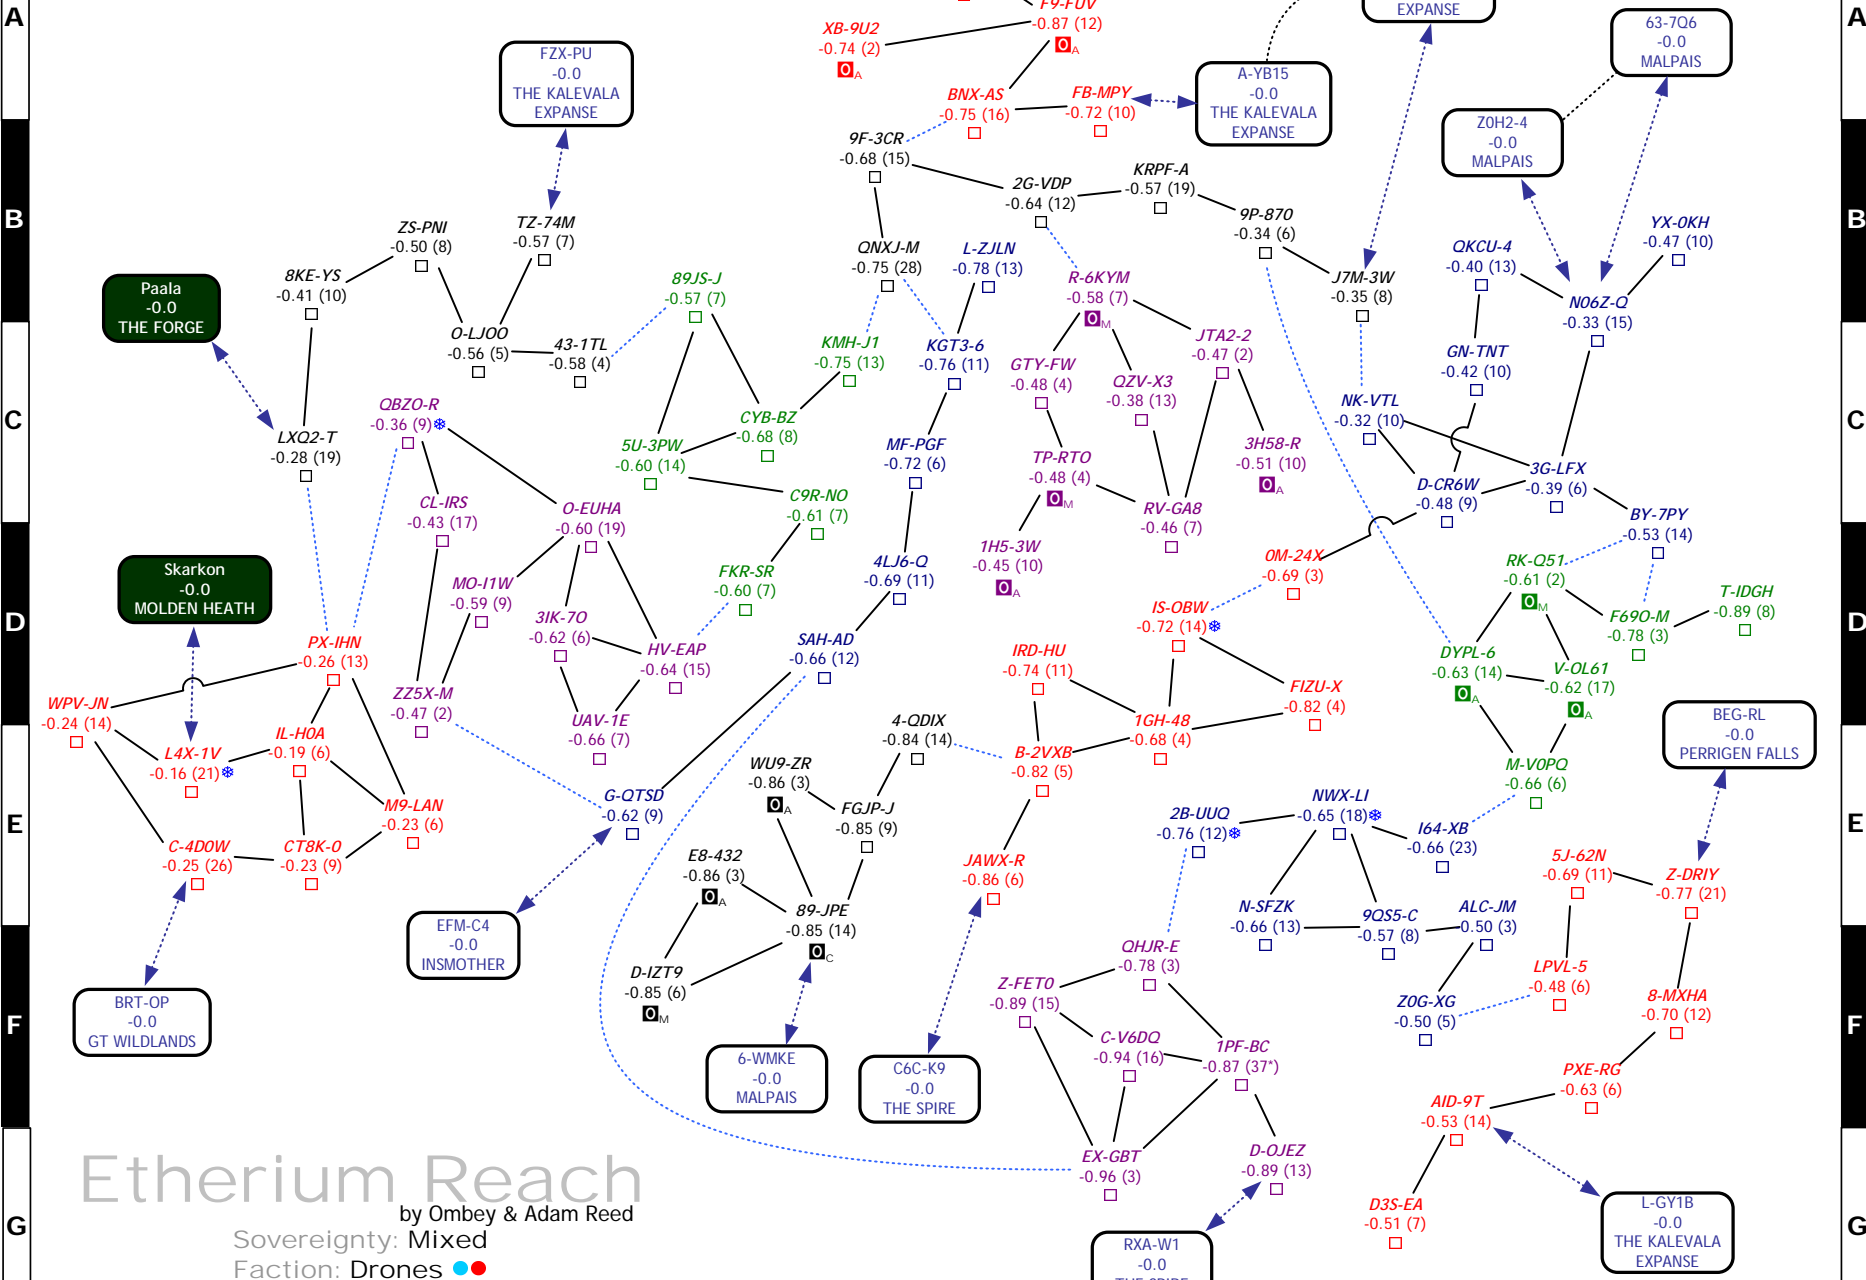 A
A
F9-FUV
-0.87 (12)
0A
XB-9U2
-0.74 (2)
0A
EXPANSE
63-7Q6
-0.0
MALPAIS
FZX-PU
-0.0
THE KALEVALA
EXPANSE
A-YB15
-0.0
THE KALEVALA
EXPANSE
BNX-AS
-0.75 (16)
FB-MPY
-0.72 (10)
Z0H2-4
-0.0
MALPAIS
B
B
9F-3CR
-0.68 (15)
2G-VDP
-0.64 (12)
KRPF-A
-0.57 (19)
9P-870
-0.34 (6)
ZS-PNI
-0.50 (8)
TZ-74M
-0.57 (7)
QNXJ-M
-0.75 (28)
L-ZJLN
-0.78 (13)
QKCU-4
-0.40 (13)
YX-0KH
-0.47 (10)
8KE-YS
-0.41 (10)
89JS-J
-0.57 (7)
R-6KYM
-0.58 (7)
0M
J7M-3W
-0.35 (8)
N06Z-Q
-0.33 (15)
Paala
-0.0
THE FORGE
O-LJOO
-0.56 (5)
43-1TL
-0.58 (4)
KMH-J1
-0.75 (13)
KGT3-6
-0.76 (11)
GTY-FW
-0.48 (4)
JTA2-2
-0.47 (2)
GN-TNT
-0.42 (10)
C
C
QBZO-R
-0.36 (9)
QZV-X3
-0.38 (13)
NK-VTL
-0.32 (10)
LXQ2-T
-0.28 (19)
5U-3PW
-0.60 (14)
CYB-BZ
-0.68 (8)
MF-PGF
-0.72 (6)
TP-RTO
-0.48 (4)
0M
3H58-R
-0.51 (10)
0A
3G-LFX
-0.39 (6)
D-CR6W
-0.48 (9)
CL-IRS
-0.43 (17)
O-EUHA
-0.60 (19)
C9R-NO
-0.61 (7)
RV-GA8
-0.46 (7)
BY-7PY
-0.53 (14)
1H5-3W
-0.45 (10)
0A
0M-24X
-0.69 (3)
RK-Q51
-0.61 (2)
0M
Skarkon
-0.0
MOLDEN HEATH
MO-I1W
-0.59 (9)
FKR-SR
-0.60 (7)
4LJ6-Q
-0.69 (11)
T-IDGH
-0.89 (8)
D
D
3IK-7O
-0.62 (6)
IS-OBW
-0.72 (14)
F69O-M
-0.78 (3)
PX-IHN
-0.26 (13)
HV-EAP
-0.64 (15)
SAH-AD
-0.66 (12)
IRD-HU
-0.74 (11)
DYPL-6
-0.63 (14)
0A
V-OL61
-0.62 (17)
0A
WPV-JN
-0.24 (14)
ZZ5X-M
-0.47 (2)
FIZU-X
-0.82 (4)
IL-H0A
-0.19 (6)
UAV-1E
-0.66 (7)
4-QDIX
-0.84 (14)
1GH-48
-0.68 (4)
BEG-RL
-0.0
PERRIGEN FALLS
L4X-1V
-0.16 (21)
WU9-ZR
-0.86 (3)
0A
B-2VXB
-0.82 (5)
M-V0PQ
-0.66 (6)
E
E
M9-LAN
-0.23 (6)
G-QTSD
-0.62 (9)
FGJP-J
-0.85 (9)
2B-UUQ
-0.76 (12)
NWX-LI
-0.65 (18)
I64-XB
-0.66 (23)
C-4D0W
-0.25 (26)
CT8K-0
-0.23 (9)
E8-432
-0.86 (3)
0A
JAWX-R
-0.86 (6)
5J-62N
-0.69 (11)
Z-DRIY
-0.77 (21)
89-JPE
-0.85 (14)
0C
N-SFZK
-0.66 (13)
9QS5-C
-0.57 (8)
ALC-JM
-0.50 (3)
EFM-C4
-0.0
INSMOTHER
D-IZT9
-0.85 (6)
0M
QHJR-E
-0.78 (3)
LPVL-5
-0.48 (6)
Z-FET0
-0.89 (15)
8-MXHA
-0.70 (12)
BRT-OP
-0.0
GT WILDLANDS
Z0G-XG
-0.50 (5)
F
F
C-V6DQ
-0.94 (16)
1PF-BC
-0.87 (37*)
6-WMKE
-0.0
MALPAIS
C6C-K9
-0.0
THE SPIRE
PXE-RG
-0.63 (6)
AID-9T
-0.53 (14)
EX-GBT
-0.96 (3)
D-OJEZ
-0.89 (13)
D3S-EA
-0.51 (7)
L-GY1B
-0.0
THE KALEVALA
EXPANSE
G
G
Etherium Reach
by Ombey & Adam Reed
Sovereignty: Mixed
Faction: Drones
RXA-W1
-0.0